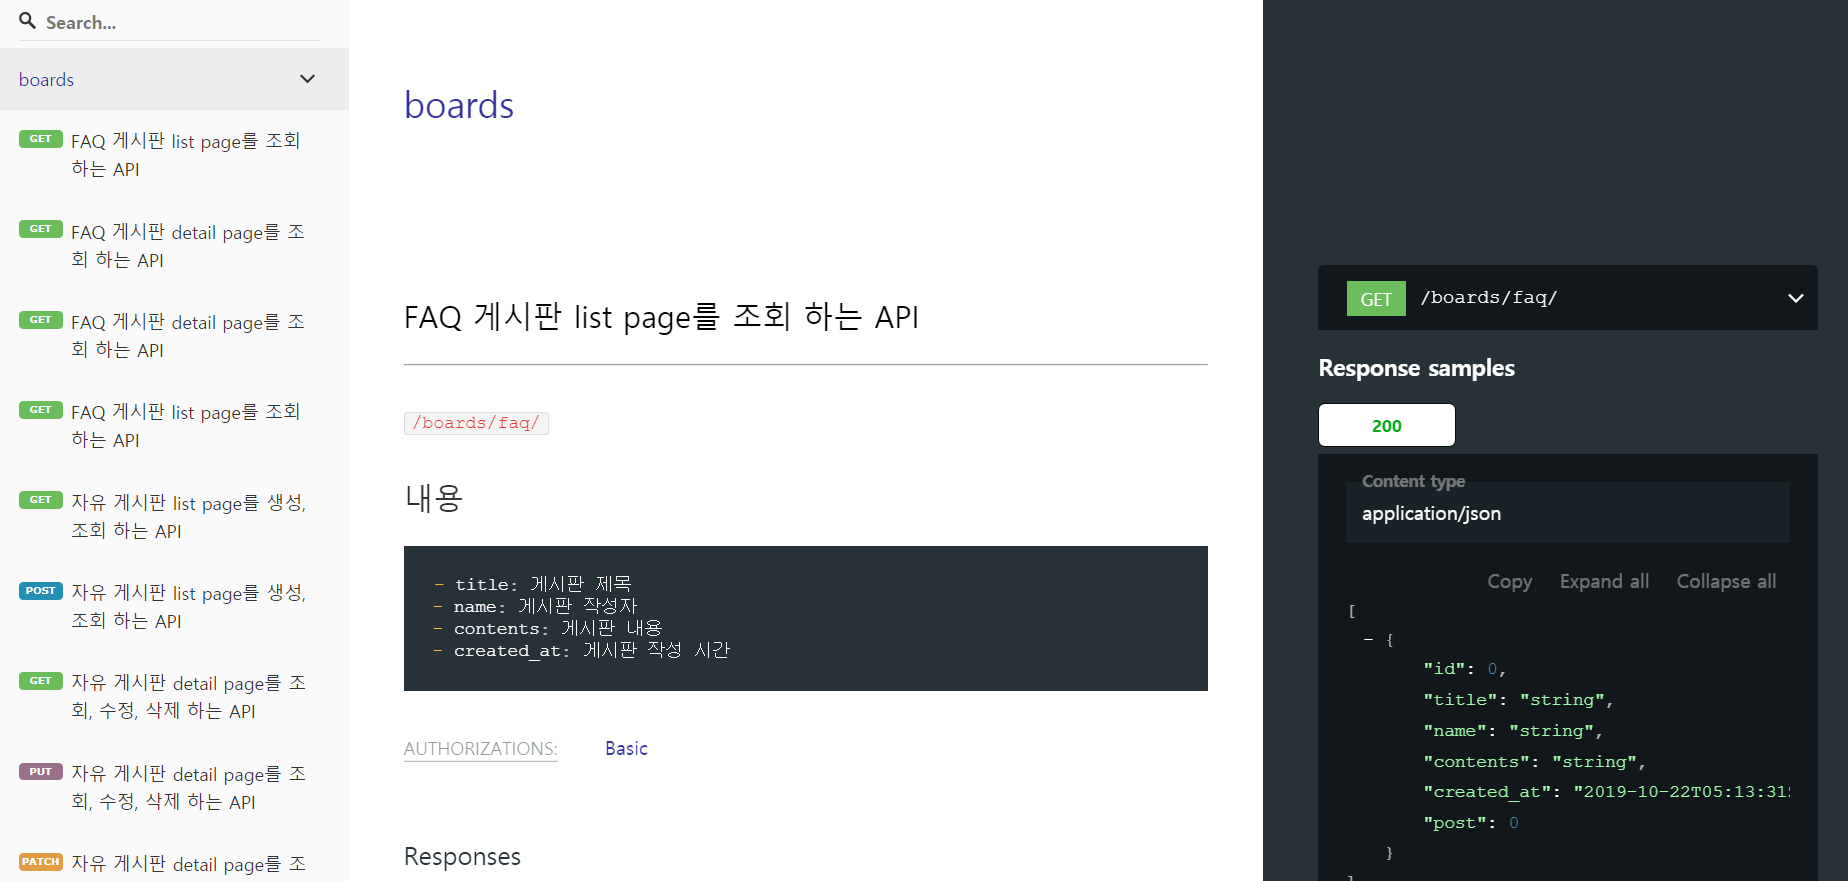 Search...
boards
GET FAQ 게시판 list page를 조회
하는 API
GET FAQ 게시판 detail page를 조
회 하는 API
GET FAQ 게시판 detail page를 조
회 하는 API
GET FAQ 게시판 list page를 조회
하는 API
GET 자유 게시판 list page를 생성,
조회 하는 API
POST 자유 게시판 list page를 생성,
조회 하는 API
GET 자유 게시판 detail page를 조
회, 수정, 삭제 하는 API
PUT 자유 게시판 detail page를 조
회, 수정, 삭제 하는 API
PATCH 자유 게시판 detail page를 조
boards
FAQ 게시판 list page를 조회 하는 API
/boards/faq/
내용
- title: 게시판 제목
- name: 게시판 작성자
- contents: 게시판 내용
- created_at: 게시판 작성 시간
AUTHORIZATIONS: Basic
Responses
GET /boards/faq/
Response samples
200
Content type
application/json
Copy Expand all Collapse all
[
- {
"id": 0,
"title": "string",
"name": "string",
"contents": "string",
"created_at": "2019-10-22T05:13:31
"post": 0
}